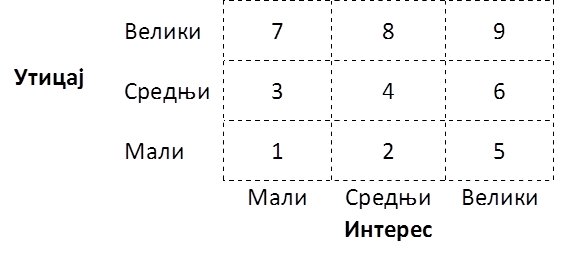 Велики 7 8 9
Утицај
Средњи 3 4 6
Мали 1 2 5
Мали Средњи Велики
Интерес